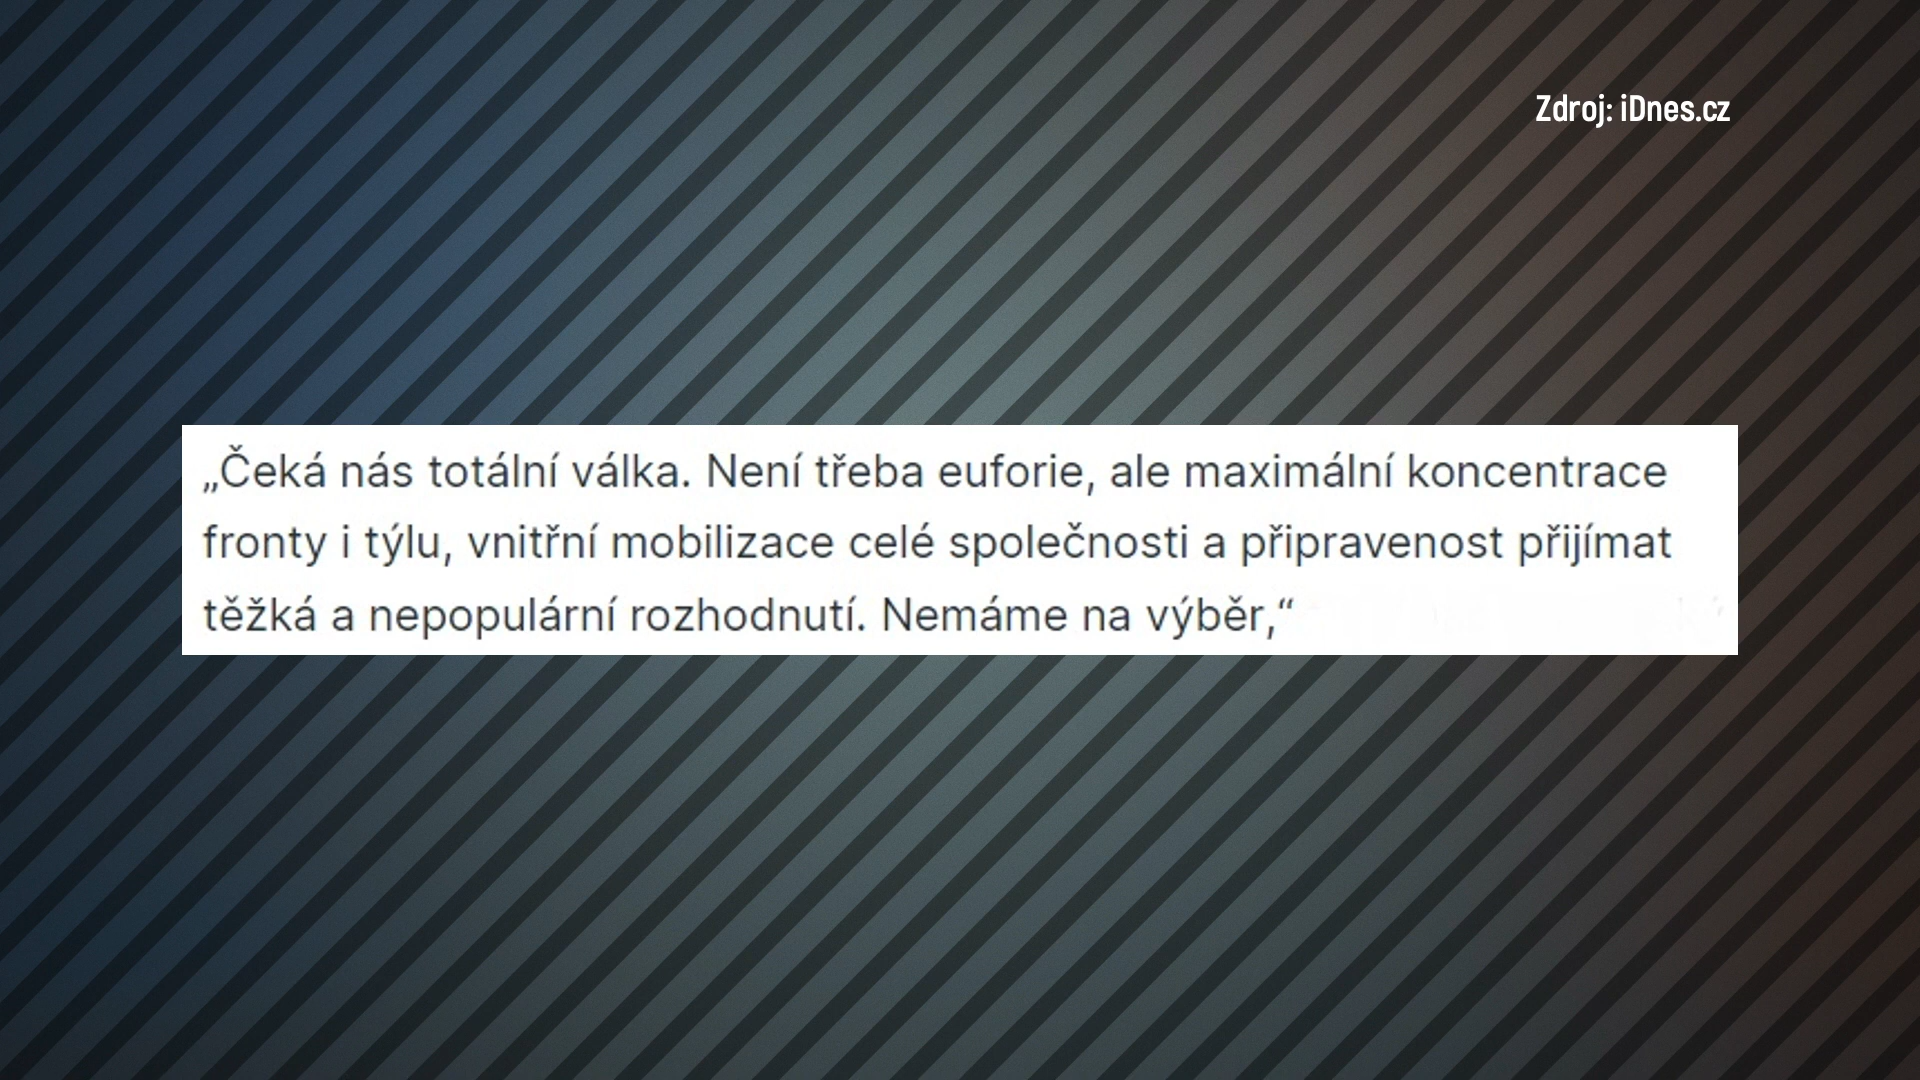 Zdroj: iDnes.cz
„Čeká nás totální válka. Není třeba euforie, ale maximální koncentrace
fronty i týlu, vnitřní mobilizace celé společnosti a připravenost přijímat
těžká a nepopulární rozhodnutí. Nemáme na výběr,“